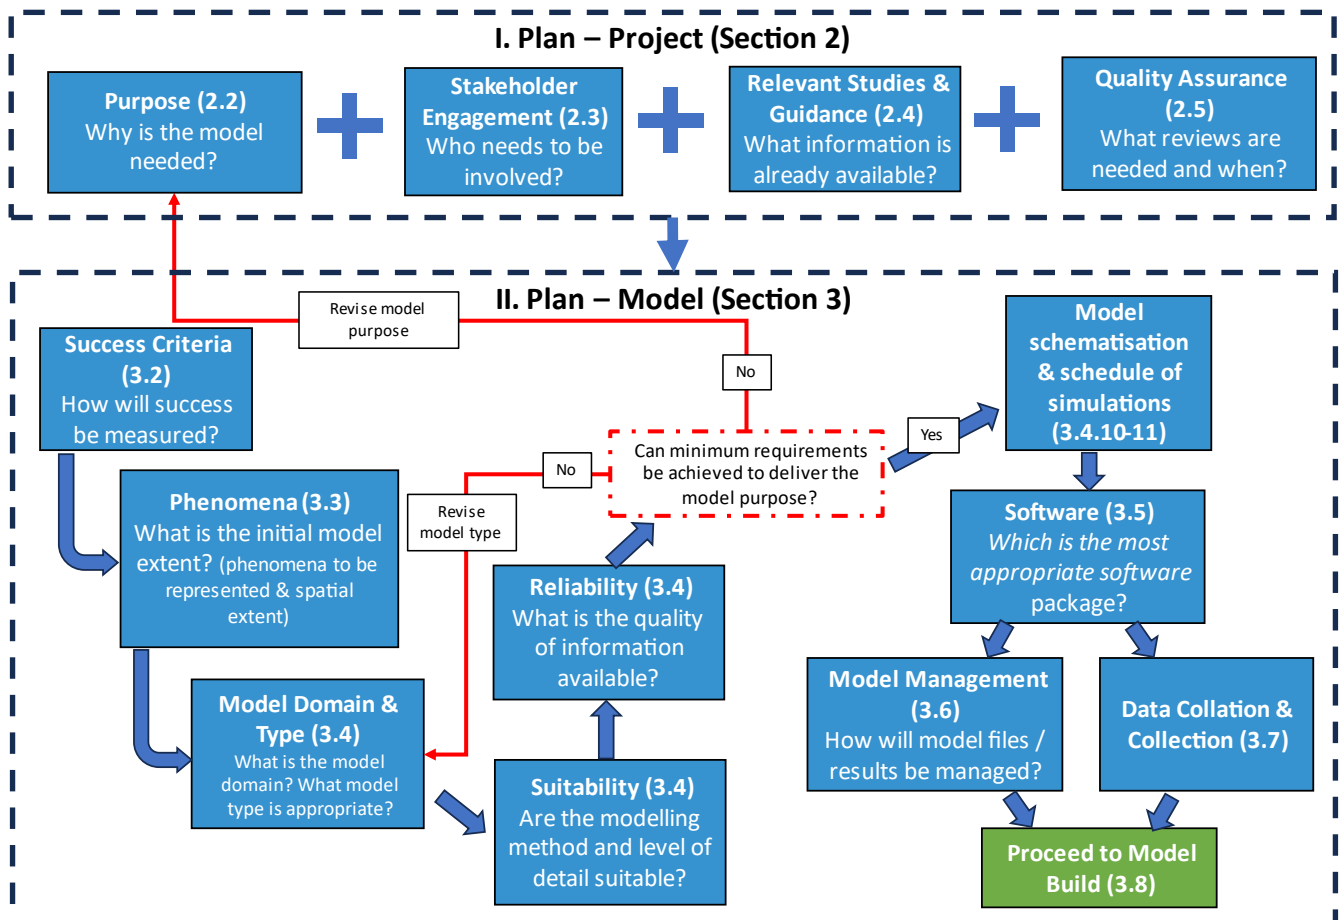 I. Plan – Project (Section 2)
Purpose (2.2)
Why is the model
needed?
Stakeholder
Engagement (2.3)
Who needs to be
involved?
Relevant Studies &
Guidance (2.4)
What information is
already available?
Quality Assurance
(2.5)
What reviews are
needed and when?
II. Plan – Model (Section 3)
Revise model
purpose
Success Criteria
(3.2)
How will success
be measured?
No
Model
schematisation
& schedule of
simulations
(3.4.10-11)
Yes
Can minimum requirements
be achieved to deliver the
model purpose?
No
Revise
model type
Phenomena (3.3)
What is the initial model
extent? (phenomena to be
represented & spatial
extent)
Software (3.5)
Which is the most
appropriate software
package?
Reliability (3.4)
What is the quality
of information
available?
Model Domain &
Type (3.4)
What is the model
domain? What model
type is appropriate?
Model Management
(3.6)
How will model files /
results be managed?
Data Collation &
Collection (3.7)
Suitability (3.4)
Are the modelling
method and level of
detail suitable?
Proceed to Model
Build (3.8)